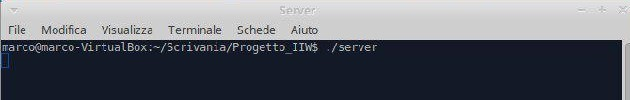 Server
File Modifica Visualizza Terminale Schede Aiuto
marco@marco-VirtualBox:~/Scrivania/Progetto_IIW$ ./server